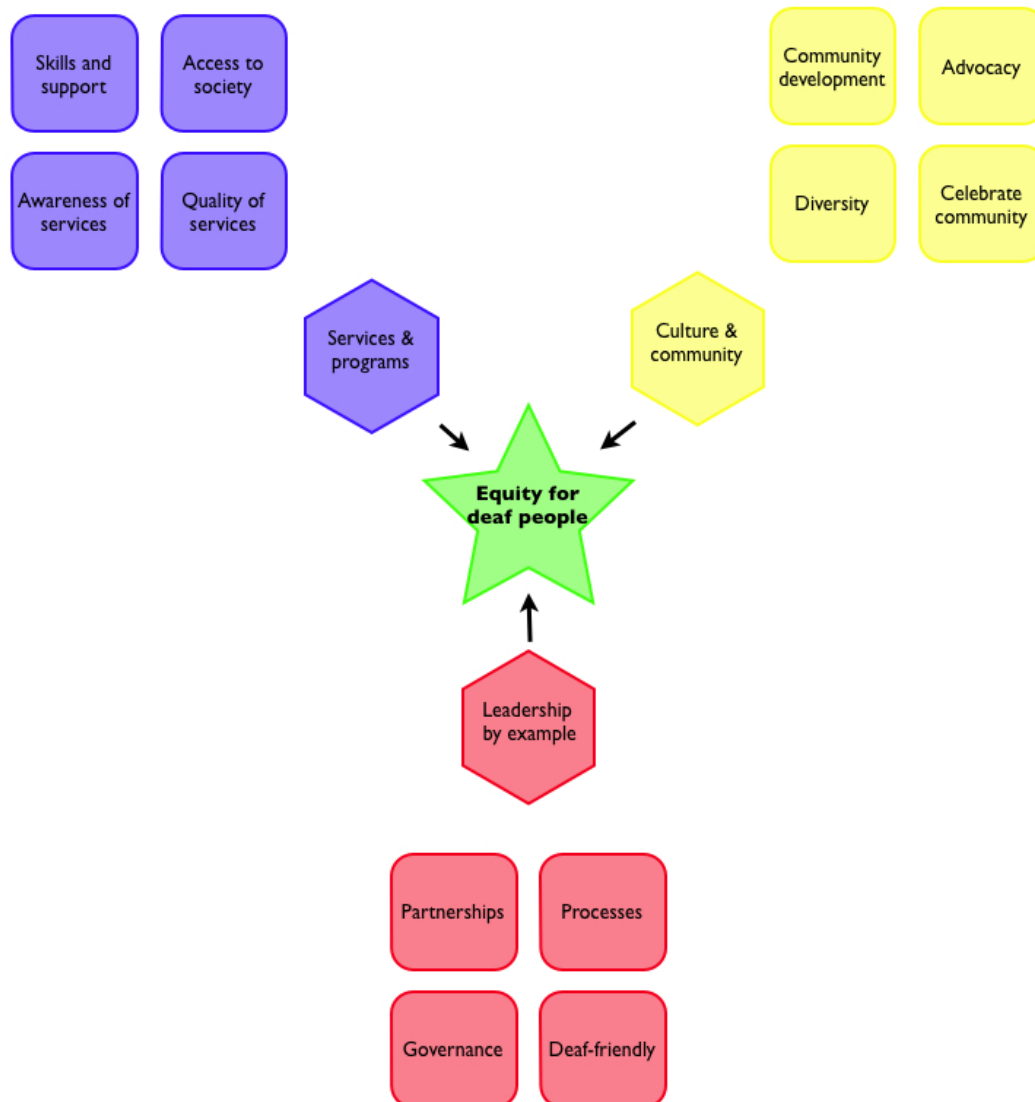 Skills and
support
Access to
society
Awareness of
services
Quality of
services
Community
development
Advocacy
Diversity
Celebrate
community
Services &
programs
Culture &
community
Equity for
deaf people
Leadership
by example
Partnerships
Processes
Governance
Deaf-friendly